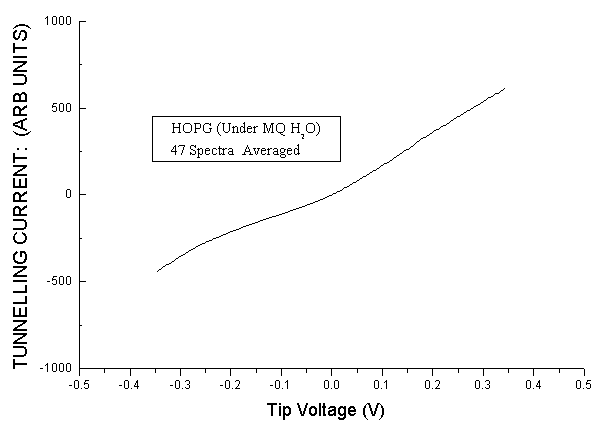 TUNNELLING CURRENT: (ARB UNITS)
1000
500
0
-500
-1000
HOPG (Under MQ H₂O)
47 Spectra Averaged
-0.5 -0.4 -0.3 -0.2 -0.1 0.0 0.1 0.2 0.3 0.4 0.5
Tip Voltage (V)